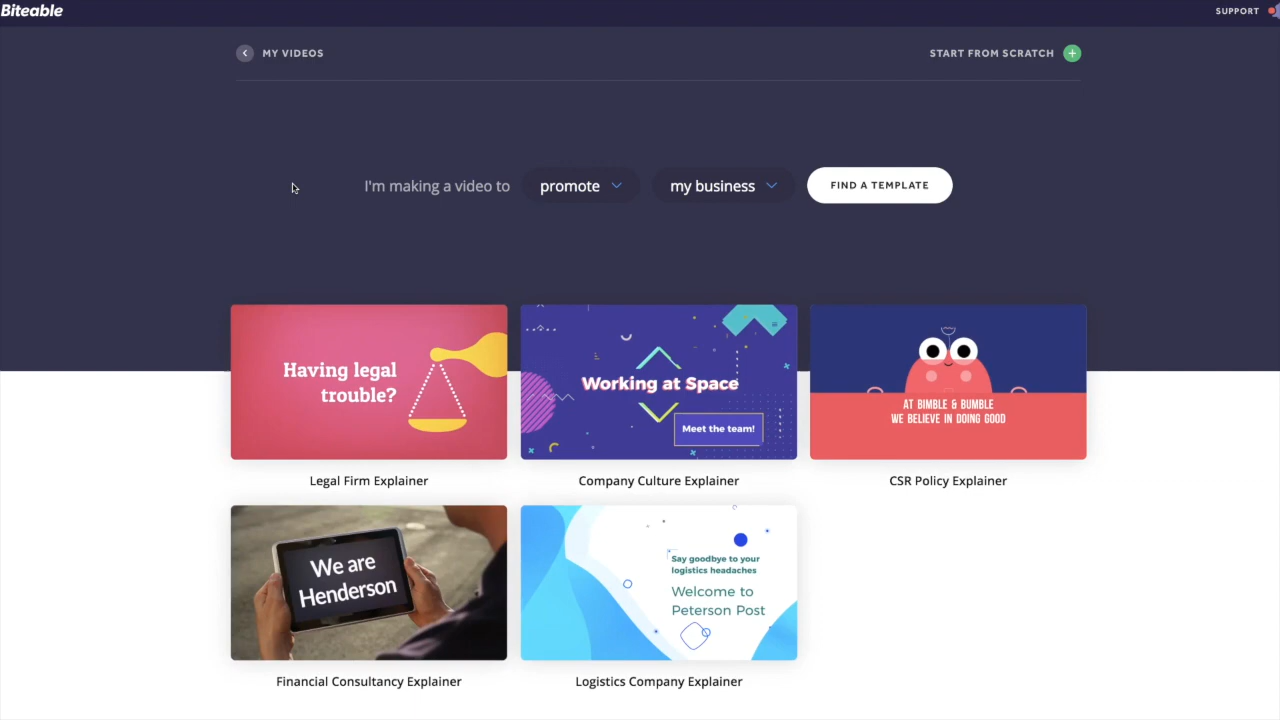 Biteable
SUPPORT
MY VIDEOS
START FROM SCRATCH
I'm making a video to promote my business FIND A TEMPLATE
Having legal
trouble?
Working at Space
Meet the team!
AT BIMBLE & BUMBLE
WE BELIEVE IN DOING GOOD
Legal Firm Explainer
Company Culture Explainer
CSR Policy Explainer
We are
Henderson
Say goodbye to your
logistics headaches
Welcome to
Peterson Post
Financial Consultancy Explainer
Logistics Company Explainer